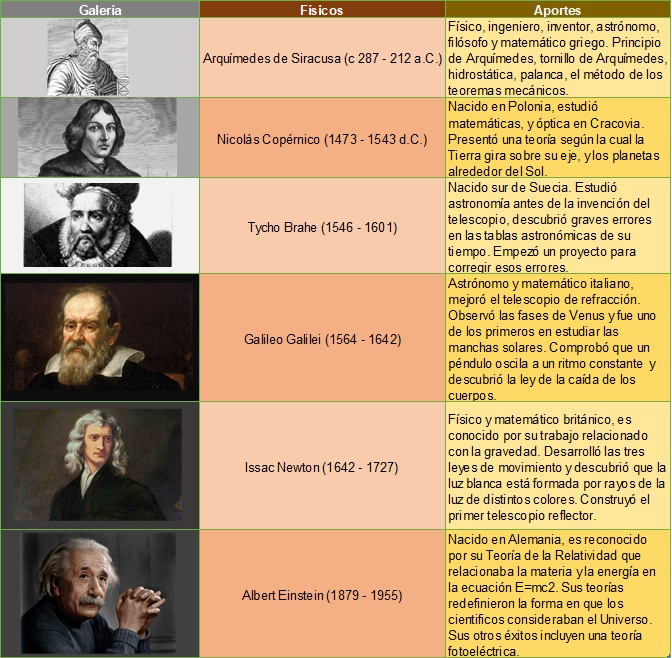 Galería
Físicos
Aportes
Arquímedes de Siracusa (c 287 - 212 a.C.)
Físico, ingeniero, inventor, astrónomo,
filósofo y matemático griego. Principio
de Arquímedes, tornillo de Arquímedes,
hidrostática, palanca, el método de los
teoremas mecánicos.
Nicolás Copérnico (1473 - 1543 d.C.)
Nacido en Polonia, estudió
matemáticas, y óptica en Cracovia.
Presentó una teoría según la cual la
Tierra gira sobre su eje, y los planetas
alrededor del Sol.
Tycho Brahe (1546 - 1601)
Nacido sur de Suecia. Estudió
astronomía antes de la invención del
telescopio, descubrió graves errores
en las tablas astronómicas de su
tiempo. Empezó un proyecto para
corregir esos errores.
Galileo Galilei (1564 - 1642)
Astrónomo y matemático italiano,
mejoró el telescopio de refracción.
Observó las fases de Venus y fue uno
de los primeros en estudiar las
manchas solares. Comprobó que un
péndulo oscila a un ritmo constante y
descubrió la ley de la caída de los
cuerpos.
Issac Newton (1642 - 1727)
Físico y matemático británico, es
conocido por su trabajo relacionado
con la gravedad. Desarrolló las tres
leyes de movimiento y descubrió que la
luz blanca está formada por rayos de la
luz de distintos colores. Construyó el
primer telescopio reflector.
Albert Einstein (1879 - 1955)
Nacido en Alemania, es reconocido
por su Teoría de la Relatividad que
relacionaba la materia y la energía en
la ecuación E=mc2. Sus teorías
redefinieron la forma en que los
cientificos consideraban el Universo.
Sus otros éxitos incluyen una teoría
fotoeléctrica.